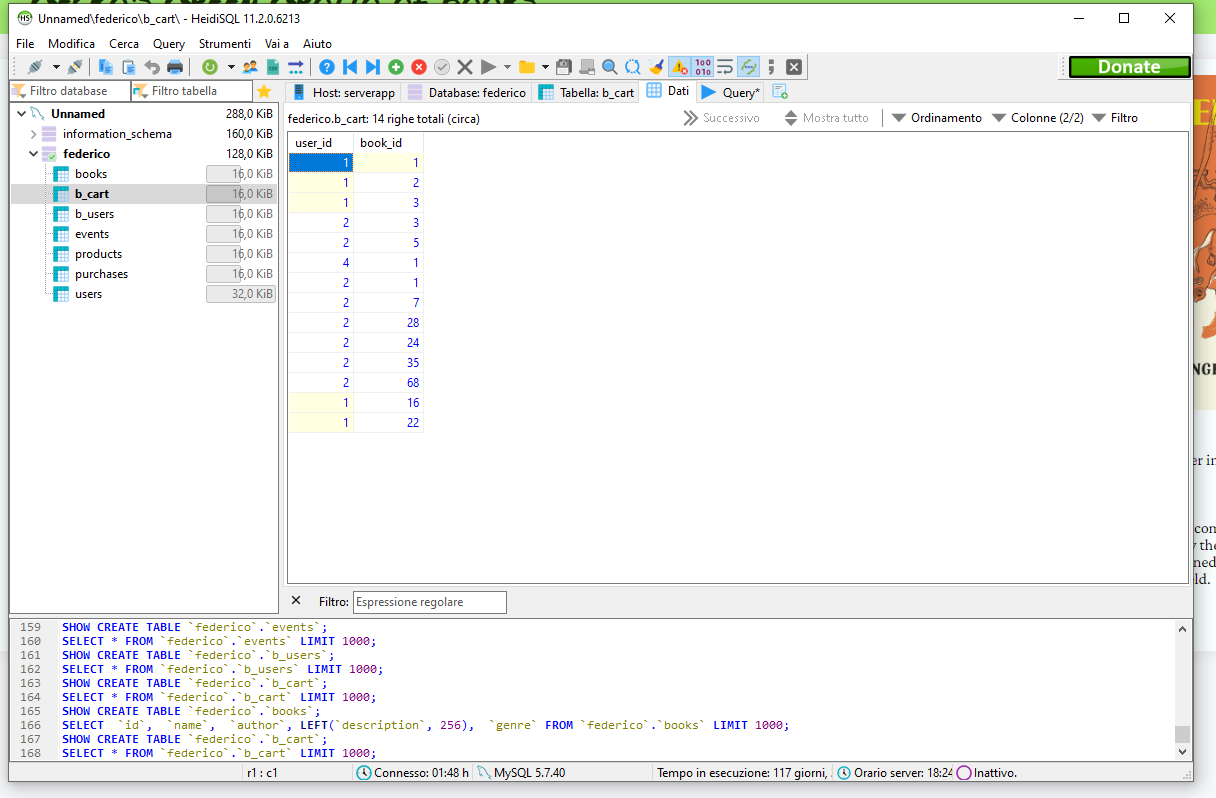 Unnamed\federico\b_cart\ - HeidiSQL 11.2.0.6213
File Modifica Cerca Query Strumenti Vai a Aiuto
Donate
Filtro database Filtro tabella
Host: serverapp Database: federico Tabella: b_cart Dati Query*
Unnamed 288,0 KiB
information_schema 160,0 KiB
federico 128,0 KiB
books 16,0 KiB
b_cart 16,0 KiB
b_users 16,0 KiB
events 16,0 KiB
products 16,0 KiB
purchases 16,0 KiB
users 32,0 KiB
federico.b_cart: 14 righe totali (circa) Successivo Mostra tutto Ordinamento Colonne (2/2) Filtro
user_id book_id
1 1
1 2
1 3
2 3
2 5
4 1
2 1
2 7
2 28
2 24
2 35
2 68
1 16
1 22
Filtro: Espressione regolare
159 SHOW CREATE TABLE `federico`.`events`;
160 SELECT * FROM `federico`.`events` LIMIT 1000;
161 SHOW CREATE TABLE `federico`.`b_users`;
162 SELECT * FROM `federico`.`b_users` LIMIT 1000;
163 SHOW CREATE TABLE `federico`.`b_cart`;
164 SELECT * FROM `federico`.`b_cart` LIMIT 1000;
165 SHOW CREATE TABLE `federico`.`books`;
166 SELECT `id`, `name`, `author`, LEFT(`description`, 256), `genre` FROM `federico`.`books` LIMIT 1000;
167 SHOW CREATE TABLE `federico`.`b_cart`;
168 SELECT * FROM `federico`.`b_cart` LIMIT 1000;
r1 : c1 Connesso: 01:48 h MySQL 5.7.40 Tempo in esecuzione: 117 giorni, Orario server: 18:24 Inattivo.